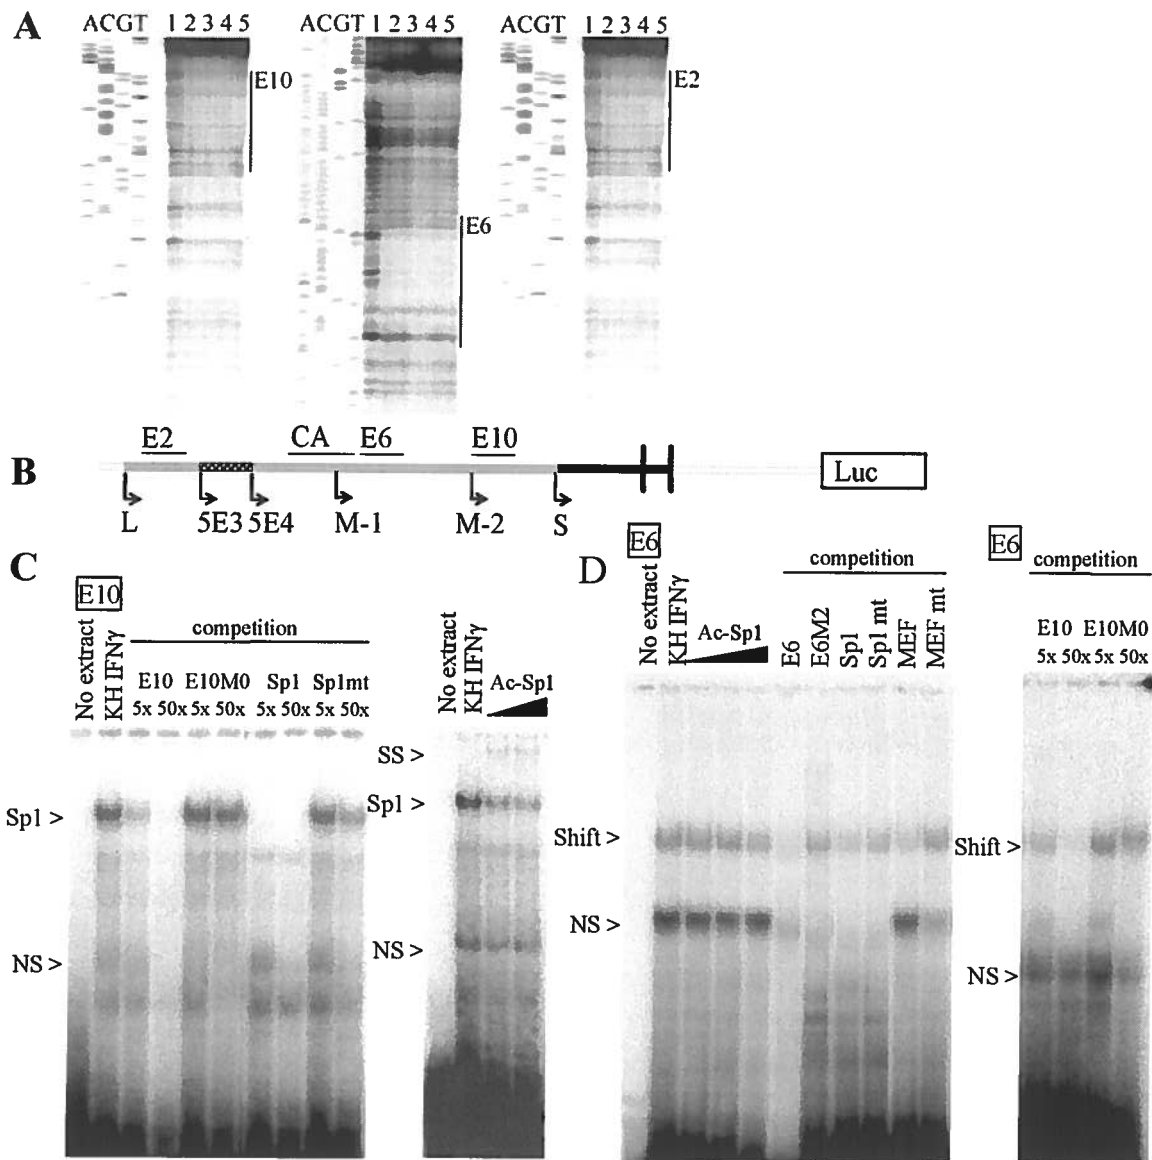 A
ACGT 1 2 3 4 5
E10
ACGT 1 2 3 4 5
E6
ACGT 1 2 3 4 5
E2
B
E2 CA E6 E10
Luc
L 5E3 5E4 M-1 M-2 S
C
E10
No extract
KH IFNγ
competition
E10 E10M0 Sp1 Sp1mt
5x 50x 5x 50x 5x 50x 5x 50x
Sp1 >
NS >
No extract
KH IFNγ
Ac-Sp1
SS >
Sp1 >
NS >
D
E6
No extract
KH IFNγ
Ac-Sp1
competition
E6
E6M2
Sp1
Sp1 mt
MEF
MEF mt
Shift >
NS >
E6
competition
E10 E10M0
5x 50x 5x 50x
Shift >
NS >